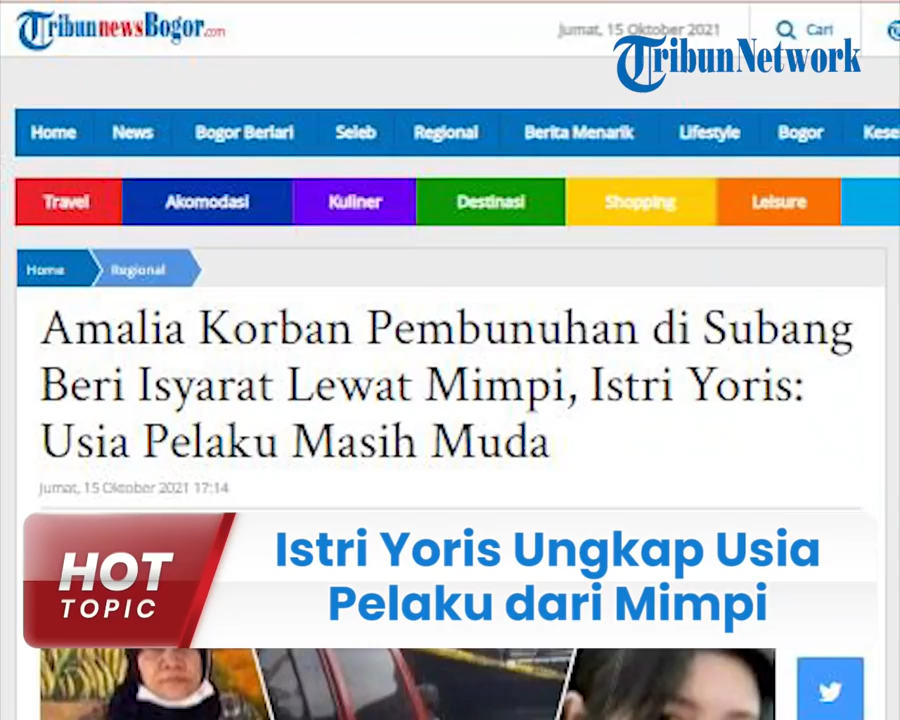 TribunnewsBogor.com
Jumat, 15 Oktober 2021
Cari
TribunNetwork
Home News Bogor Berlari Seleb Regional Berita Menarik Lifestyle Bogor
Travel Akomodasi Kuliner Destinasi Shopping Leisure
Home Regional
Amalia Korban Pembunuhan di Subang
Beri Isyarat Lewat Mimpi, Istri Yoris:
Usia Pelaku Masih Muda
Jumat, 15 Oktober 2021 17:14
HOT
TOPIC
Istri Yoris Ungkap Usia
Pelaku dari Mimpi